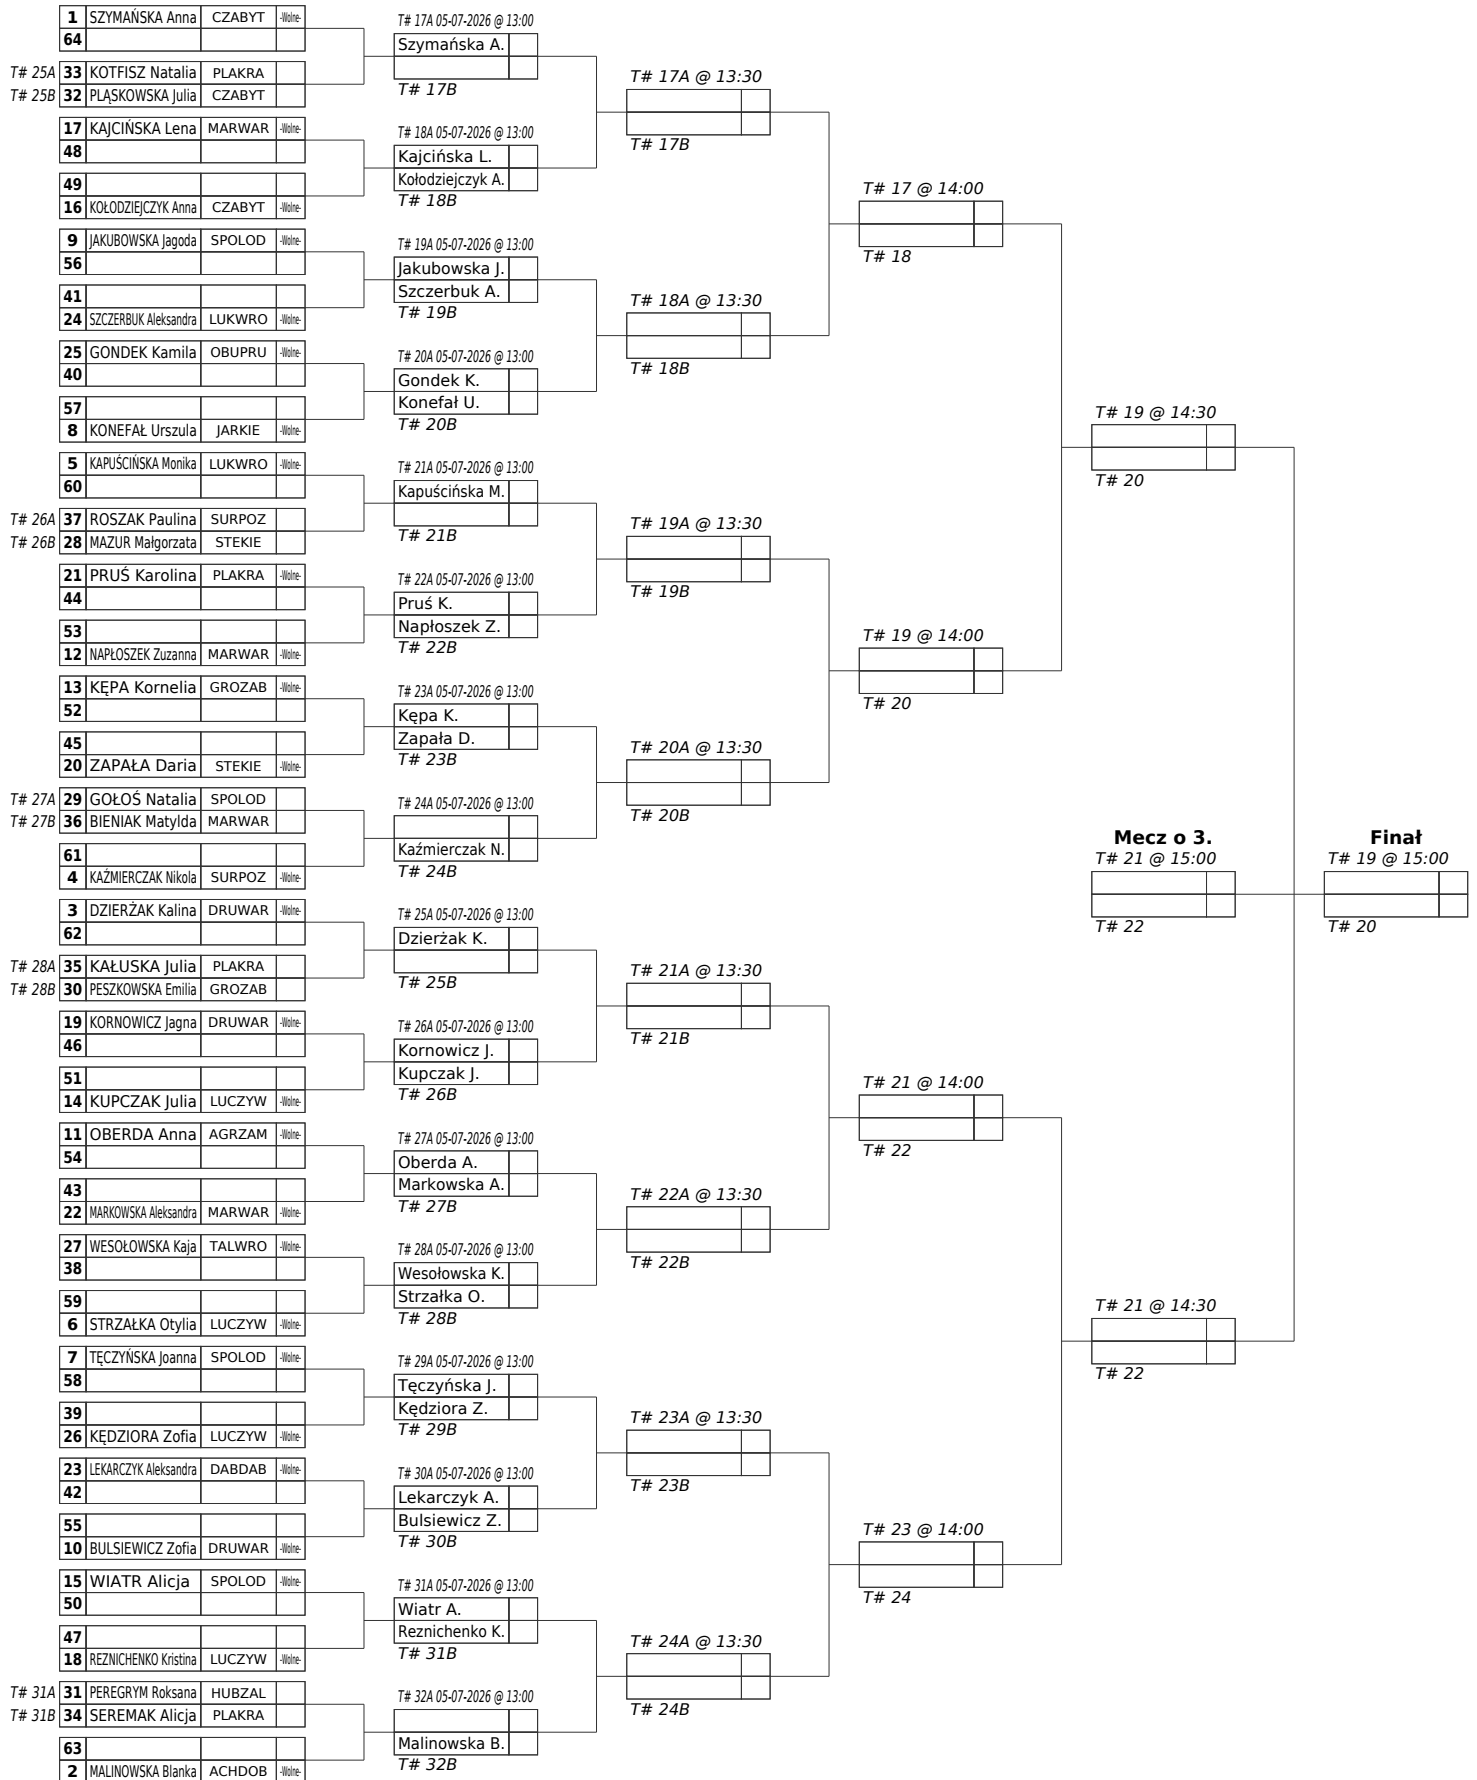 1 SZYMAŃSKA Anna CZABYT -Wolne-
64
T# 25A 33 KOTFISZ Natalia PLAKRA
T# 25B 32 PLĄSKOWSKA Julia CZABYT
17 KAJCIŃSKA Lena MARWAR -Wolne-
48
49
16 KOŁODZIEJCZYK Anna CZABYT -Wolne-
9 JAKUBOWSKA Jagoda SPOLOD -Wolne-
56
41
24 SZCZERBUK Aleksandra LUKWRO -Wolne-
25 GONDEK Kamila OBUPRU -Wolne-
40
57
8 KONEFAŁ Urszula JARKIE -Wolne-
5 KAPUŚCIŃSKA Monika LUKWRO -Wolne-
60
T# 26A 37 ROSZAK Paulina SURPOZ
T# 26B 28 MAZUR Małgorzata STEKIE
21 PRUŚ Karolina PLAKRA -Wolne-
44
53
12 NAPŁOSZEK Zuzanna MARWAR -Wolne-
13 KĘPA Kornelia GROZAB -Wolne-
52
45
20 ZAPAŁA Daria STEKIE -Wolne-
T# 27A 29 GOŁOŚ Natalia SPOLOD
T# 27B 36 BIENIAK Matylda MARWAR
61
4 KAŹMIERCZAK Nikola SURPOZ -Wolne-
3 DZIERŻAK Kalina DRUWAR -Wolne-
62
T# 28A 35 KAŁUSKA Julia PLAKRA
T# 28B 30 PESZKOWSKA Emilia GROZAB
19 KORNOWICZ Jagna DRUWAR -Wolne-
46
51
14 KUPCZAK Julia LUCZYW -Wolne-
11 OBERDA Anna AGRZAM -Wolne-
54
43
22 MARKOWSKA Aleksandra MARWAR -Wolne-
27 WESOŁOWSKA Kaja TALWRO -Wolne-
38
59
6 STRZAŁKA Otylia LUCZYW -Wolne-
7 TĘCZYŃSKA Joanna SPOLOD -Wolne-
58
39
26 KĘDZIORA Zofia LUCZYW -Wolne-
23 LEKARCZYK Aleksandra DABDAB -Wolne-
42
55
10 BULSIEWICZ Zofia DRUWAR -Wolne-
15 WIATR Alicja SPOLOD -Wolne-
50
47
18 REZNICHENKO Kristina LUCZYW -Wolne-
T# 31A 31 PEREGRYM Roksana HUBZAL
T# 31B 34 SEREMAK Alicja PLAKRA
63
2 MALINOWSKA Blanka ACHDOB -Wolne-
T# 17A 05-07-2026 @ 13:00
Szymańska A.
T# 17B
T# 18A 05-07-2026 @ 13:00
Kajcińska L.
Kołodziejczyk A.
T# 18B
T# 19A 05-07-2026 @ 13:00
Jakubowska J.
Szczerbuk A.
T# 19B
T# 20A 05-07-2026 @ 13:00
Gondek K.
Konefał U.
T# 20B
T# 21A 05-07-2026 @ 13:00
Kapuścińska M.
T# 21B
T# 22A 05-07-2026 @ 13:00
Pruś K.
Napłoszek Z.
T# 22B
T# 23A 05-07-2026 @ 13:00
Kępa K.
Zapała D.
T# 23B
T# 24A 05-07-2026 @ 13:00
Kaźmierczak N.
T# 24B
T# 25A 05-07-2026 @ 13:00
Dzierżak K.
T# 25B
T# 26A 05-07-2026 @ 13:00
Kornowicz J.
Kupczak J.
T# 26B
T# 27A 05-07-2026 @ 13:00
Oberda A.
Markowska A.
T# 27B
T# 28A 05-07-2026 @ 13:00
Wesołowska K.
Strzałka O.
T# 28B
T# 29A 05-07-2026 @ 13:00
Tęczyńska J.
Kędziora Z.
T# 29B
T# 30A 05-07-2026 @ 13:00
Lekarczyk A.
Bulsiewicz Z.
T# 30B
T# 31A 05-07-2026 @ 13:00
Wiatr A.
Reznichenko K.
T# 31B
T# 32A 05-07-2026 @ 13:00
Malinowska B.
T# 32B
T# 17A @ 13:30
T# 17B
T# 18A @ 13:30
T# 18B
T# 19A @ 13:30
T# 19B
T# 20A @ 13:30
T# 20B
T# 21A @ 13:30
T# 21B
T# 22A @ 13:30
T# 22B
T# 23A @ 13:30
T# 23B
T# 24A @ 13:30
T# 24B
T# 17 @ 14:00
T# 18
T# 19 @ 14:00
T# 20
T# 21 @ 14:00
T# 22
T# 23 @ 14:00
T# 24
T# 19 @ 14:30
T# 20
Mecz o 3.
T# 21 @ 15:00
T# 22
T# 21 @ 14:30
T# 22
Finał
T# 19 @ 15:00
T# 20